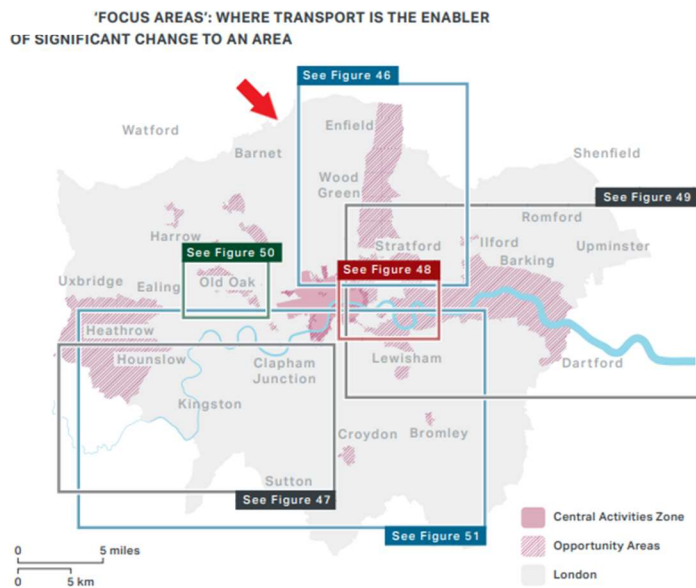 'FOCUS AREAS': WHERE TRANSPORT IS THE ENABLER
OF SIGNIFICANT CHANGE TO AN AREA
See Figure 46
Watford
Enfield
Barnet
Shenfield
Wood
Green
See Figure 49
Romford
Harrow
Stratford
Ilford
Upminster
See Figure 50
Barking
See Figure 48
Uxbridge
Ealing
Old Oak
Heathrow
Hounslow
Clapham
Junction
Lewisham
Dartford
Kingston
Croydon
Bromley
Sutton
See Figure 47
See Figure 51
Central Activities Zone
Opportunity Areas
London
0 5 miles
0 5 km